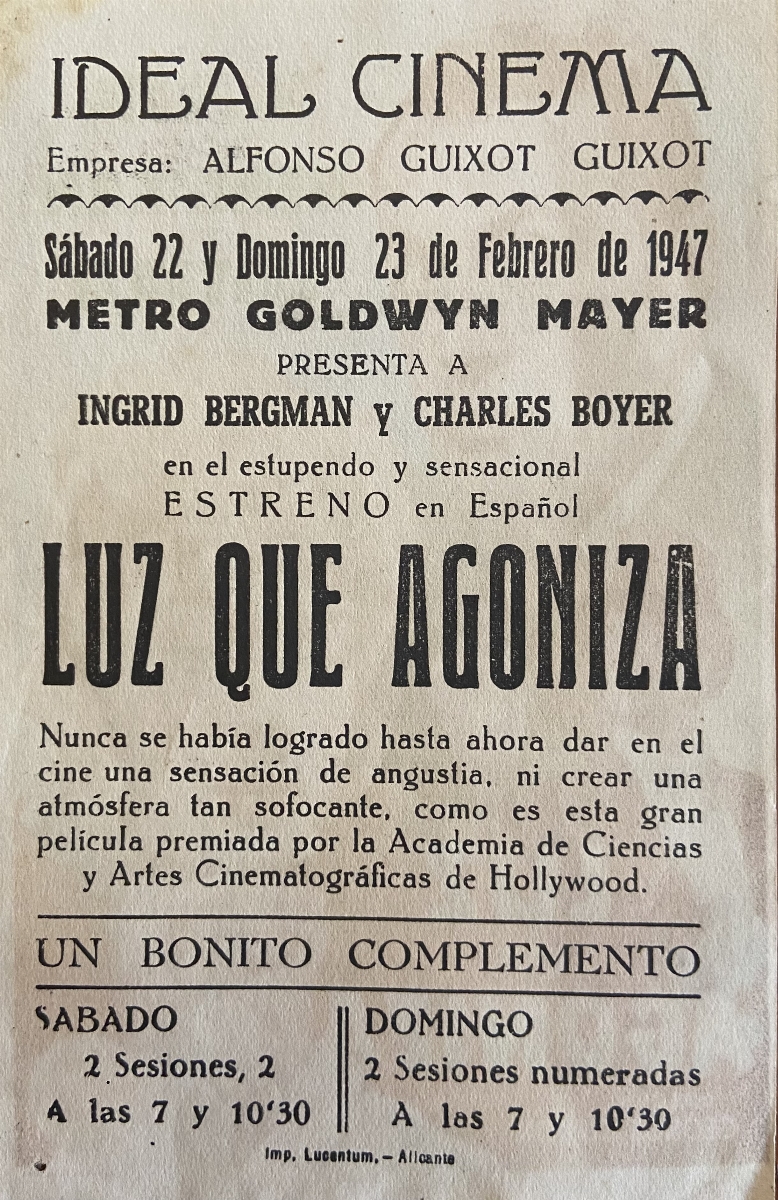 IDEAL CINEMA
Empresa: ALFONSO GUIXOT GUIXOT
Sábado 22 y Domingo 23 de Febrero de 1947
METRO GOLDWYN MAYER
PRESENTA A
INGRID BERGMAN y CHARLES BOYER
en el estupendo y sensacional
ESTRENO en Español
LUZ QUE AGONIZA
Nunca se había logrado hasta ahora dar en el
cine una sensación de angustia, ni crear una
atmósfera tan sofocante, como es esta gran
película premiada por la Academia de Ciencias
y Artes Cinematográficas de Hollywood.
UN BONITO COMPLEMENTO
SABADO
2 Sesiones, 2
A las 7 y 10'30
DOMINGO
2 Sesiones numeradas
A las 7 y 10'30
Imp. Lucentum.—Alicante